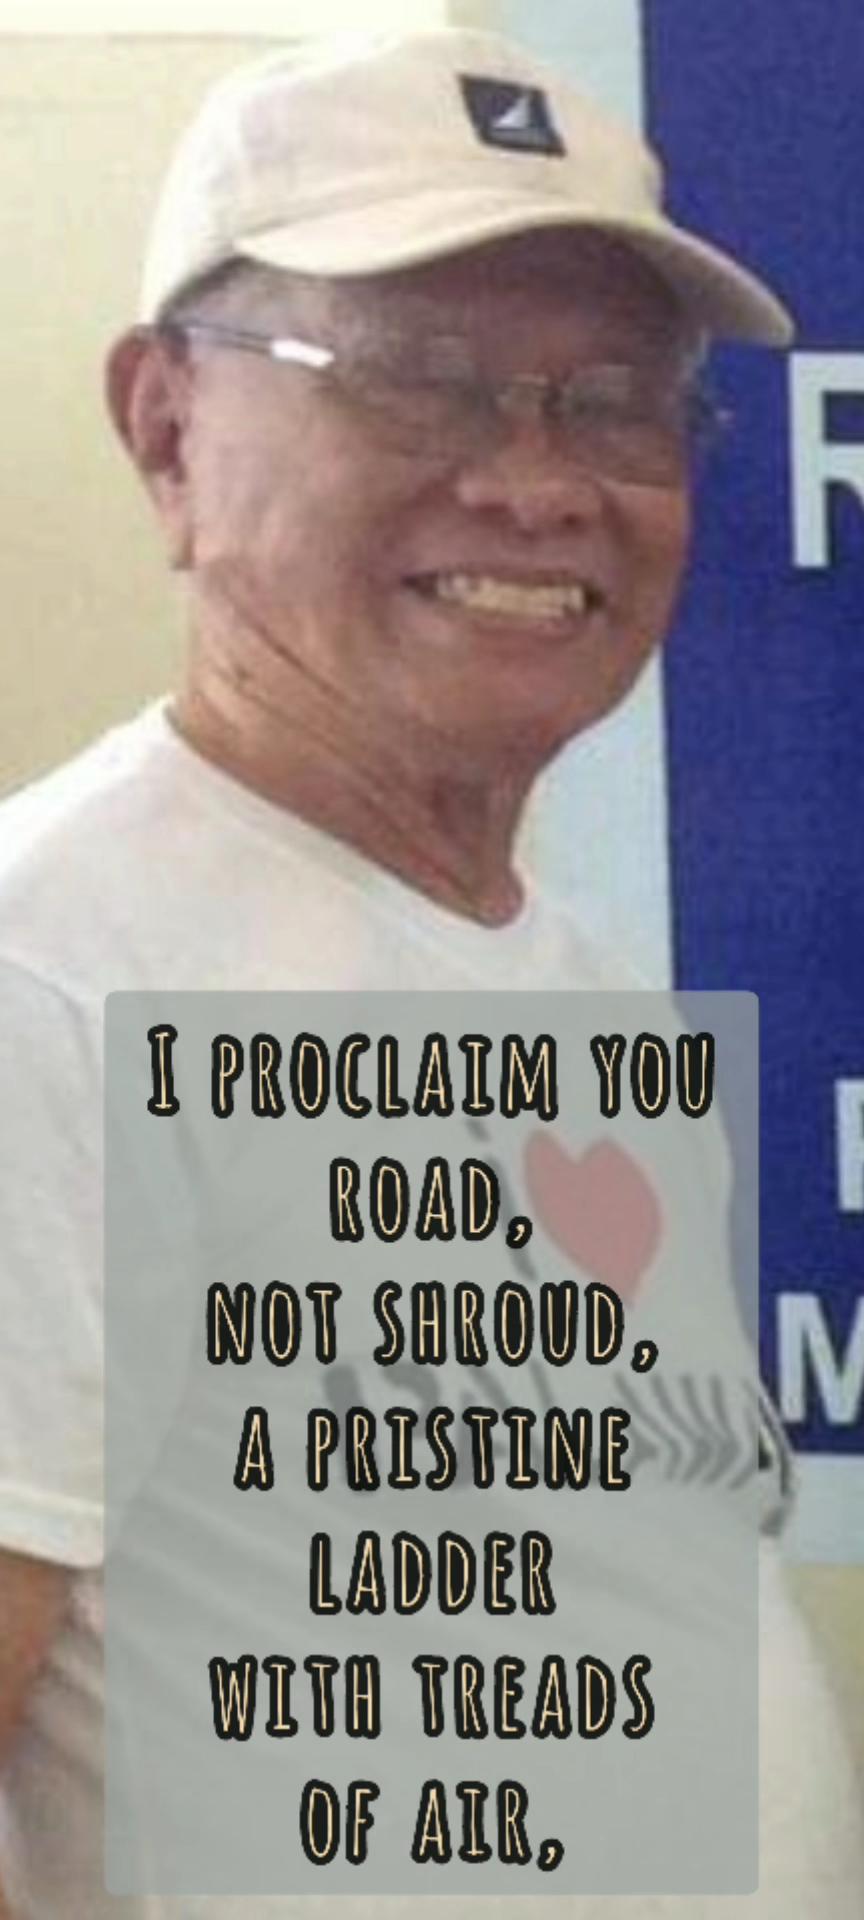 R
M
I PROCLAIM YOU
ROAD,
NOT SHROUD,
A PRISTINE
LADDER
WITH TREADS
OF AIR,